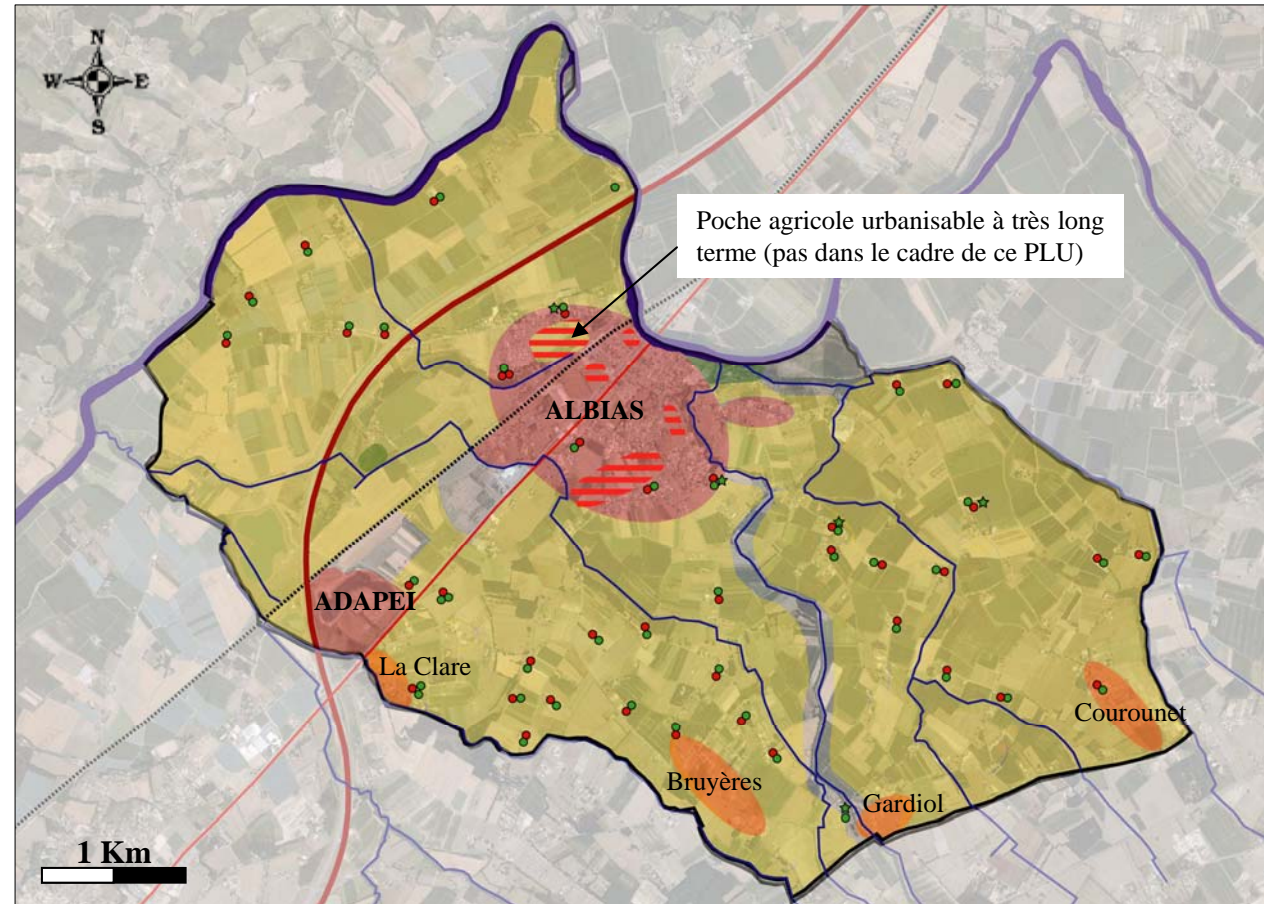 N
W E
S
Poche agricole urbanisable à très long
terme (pas dans le cadre de ce PLU)
ALBIAS
ADAPEI
La Clare
Courounet
Bruyères
Gardiol
1 Km